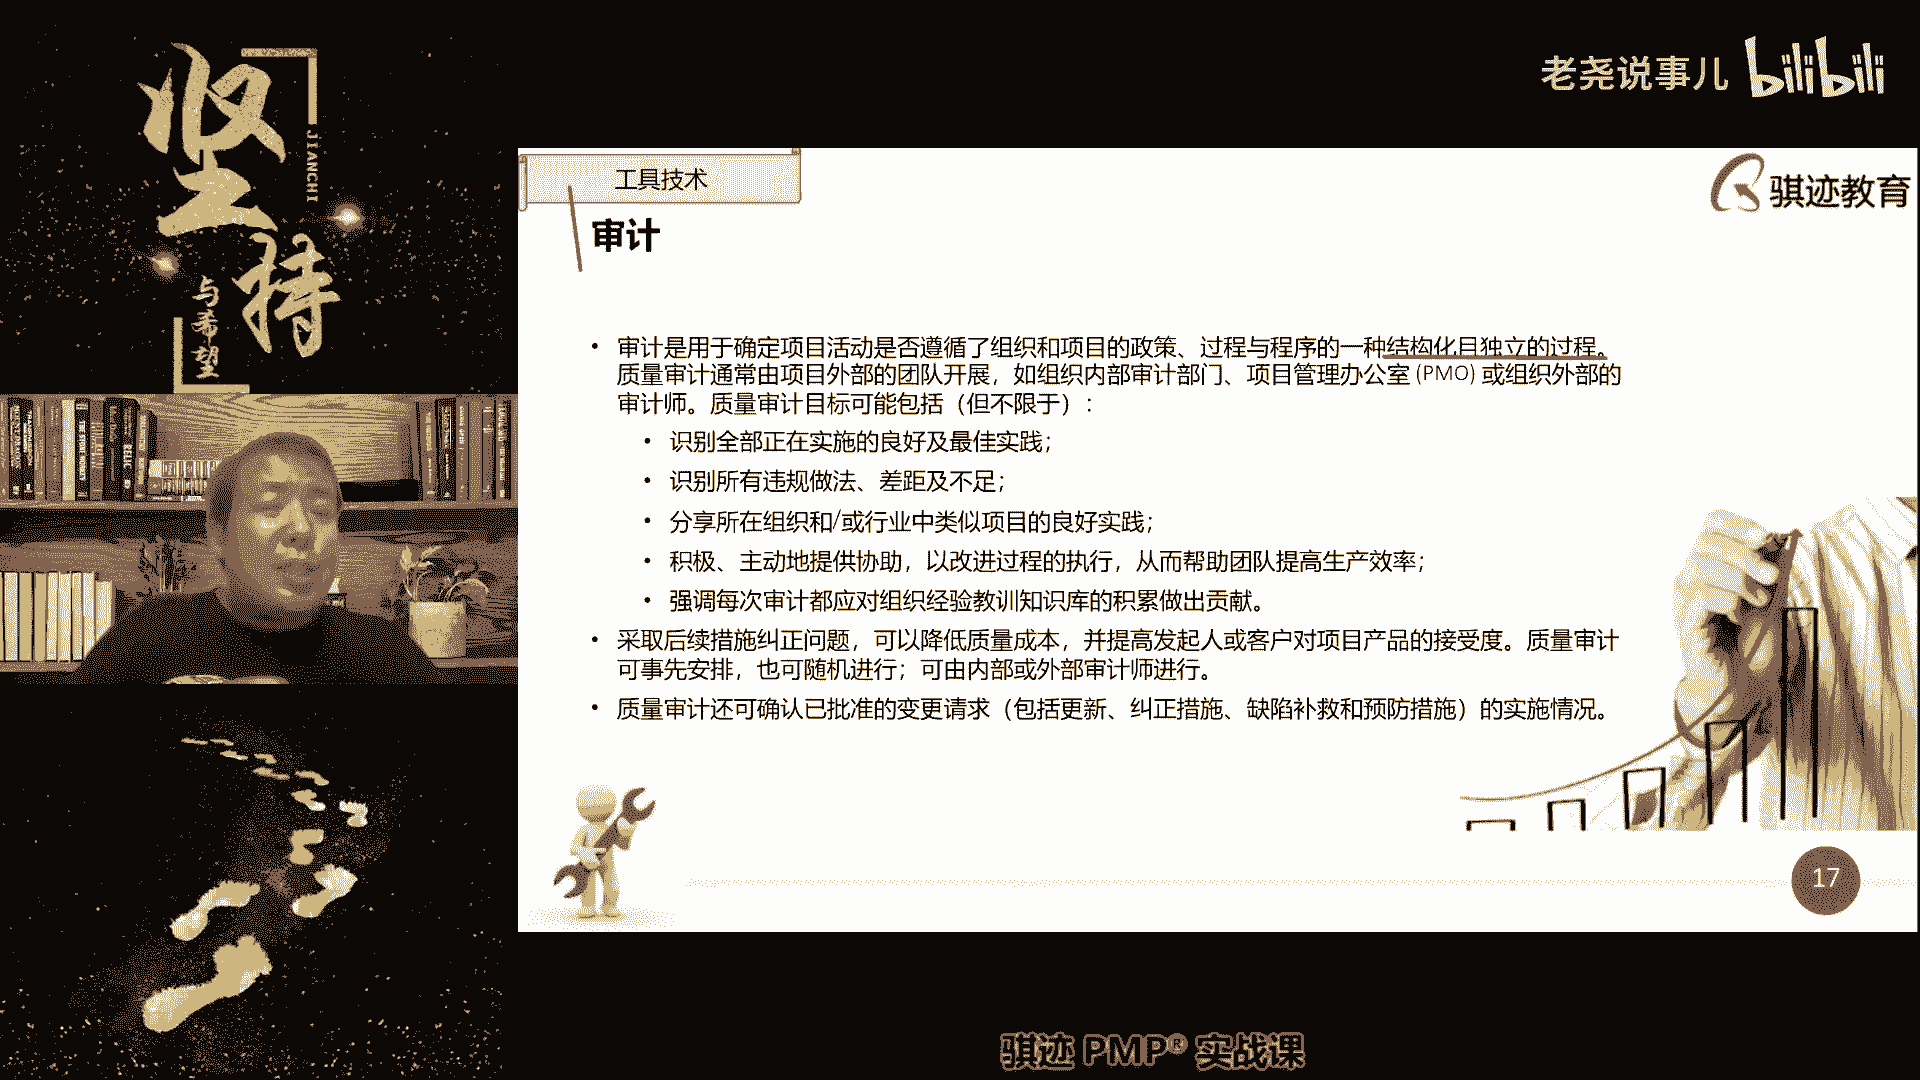 坚持
JIANCHI
与希望
老尧说事儿 bilibili
工具技术
骐迹教育
审计
• 审计是用于确定项目活动是否遵循了组织和项目的政策、过程与程序的一种结构化且独立的过程。
质量审计通常由项目外部的团队开展，如组织内部审计部门、项目管理办公室 (PMO) 或组织外部的
审计师。质量审计目标可能包括（但不限于）：
• 识别全部正在实施的良好及最佳实践；
• 识别所有违规做法、差距及不足；
• 分享所在组织和/或行业中类似项目的良好实践；
• 积极、主动地提供协助，以改进过程的执行，从而帮助团队提高生产效率；
• 强调每次审计都应对组织经验教训知识库的积累做出贡献。
• 采取后续措施纠正问题，可以降低质量成本，并提高发起人或客户对项目产品的接受度。质量审计
可事先安排，也可随机进行；可由内部或外部审计师进行。
• 质量审计还可确认已批准的变更请求（包括更新、纠正措施、缺陷补救和预防措施）的实施情况。
17
骐迹 PMP® 实战课